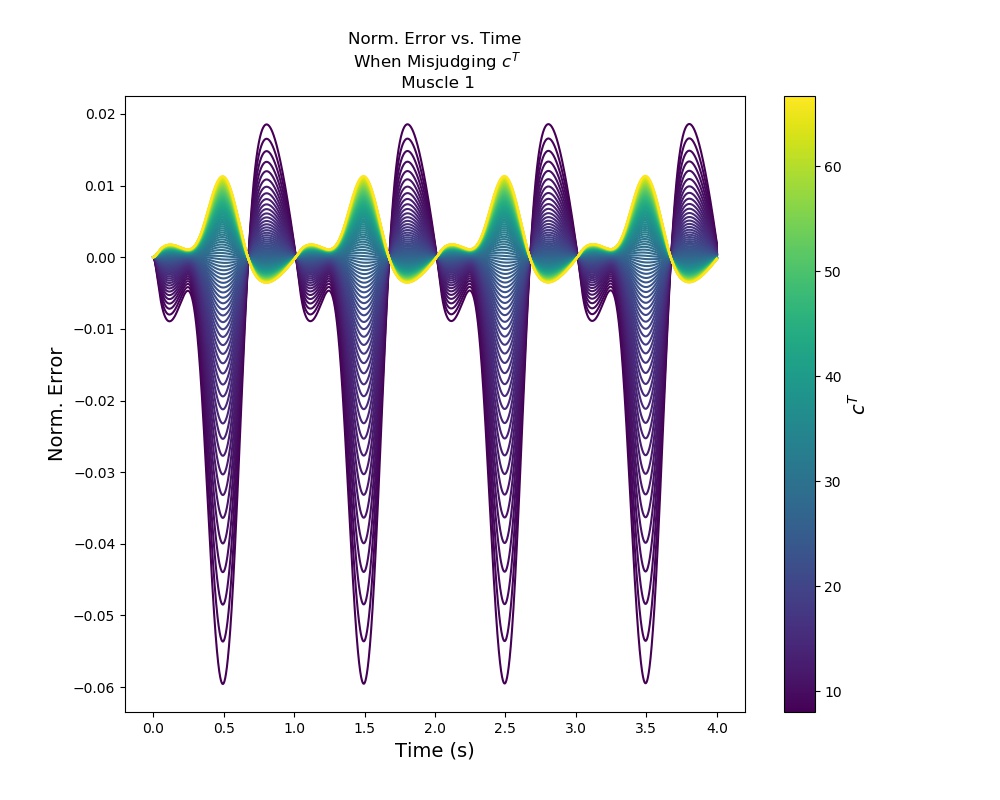 Norm. Error vs. Time
When Misjudging c^T
Muscle 1
0.02
0.01
0.00
−0.01
−0.02
−0.03
−0.04
−0.05
−0.06
Norm. Error
0.0 0.5 1.0 1.5 2.0 2.5 3.0 3.5 4.0
Time (s)
60
50
40
30
20
10
c^T